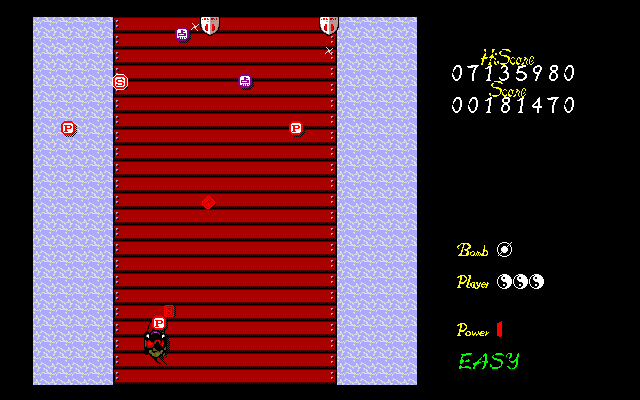 HiScore
07135980
Score
00181470
S
P
P
P
Bomb
Player
Power
EASY